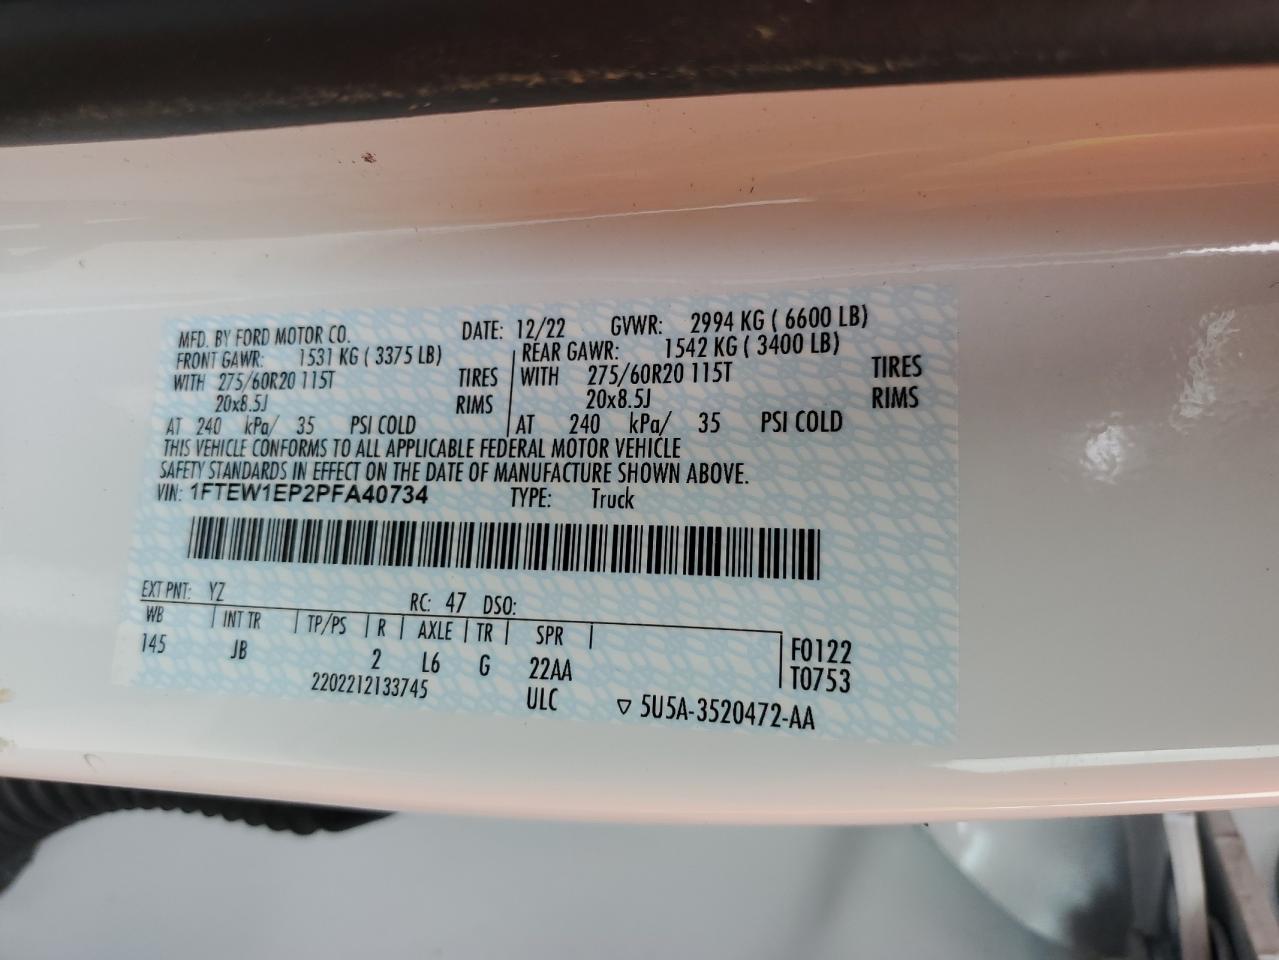 MFD. BY FORD MOTOR CO. DATE: 12/22 GVWR: 2994 KG ( 6600 LB)
FRONT GAWR: 1531 KG ( 3375 LB) REAR GAWR: 1542 KG ( 3400 LB)
WITH 275/60R20 115T TIRES WITH 275/60R20 115T TIRES
20x8.5J RIMS 20x8.5J RIMS
AT 240 kPa/ 35 PSI COLD AT 240 kPa/ 35 PSI COLD
THIS VEHICLE CONFORMS TO ALL APPLICABLE FEDERAL MOTOR VEHICLE
SAFETY STANDARDS IN EFFECT ON THE DATE OF MANUFACTURE SHOWN ABOVE.
VIN: 1FTEW1EP2PFA40734 TYPE: Truck
EXT PNT: YZ RC: 47 DSO:
WB INT TR TP/PS R AXLE TR SPR F0122
145 JB 2 L6 G 22AA T0753
2202212133745 ULC ▽ 5U5A-3520472-AA